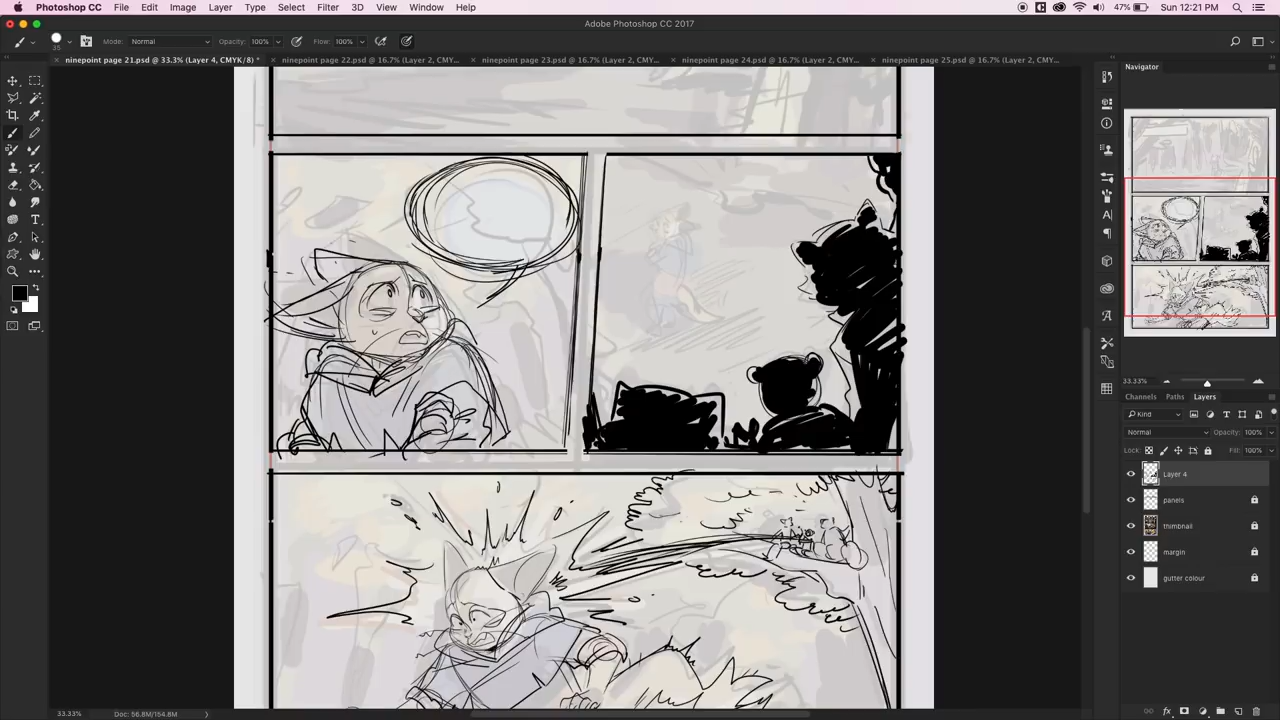 Photoshop CC File Edit Image Layer Type Select Filter 3D View Window Help 47% Sun 12:21 PM
Adobe Photoshop CC 2017
35 Mode: Normal Opacity: 100% Flow: 100%
ninepoint page 21.psd @ 33.3% (Layer 4, CMYK/8) * ninepoint page 22.psd @ 16.7% (Layer 2, CMY... ninepoint page 23.psd @ 16.7% (Layer 2, CMY... ninepoint page 24.psd @ 16.7% (Layer 2, CMY... ninepoint page 25.psd @ 16.7% (Layer 2, CMY...
Navigator
33.33%
Channels Paths Layers
Kind
Normal Opacity: 100%
Lock: Fill: 100%
Layer 4
panels
thimbnail
margin
gutter colour
33.33% Doc: 56.8M/154.8M